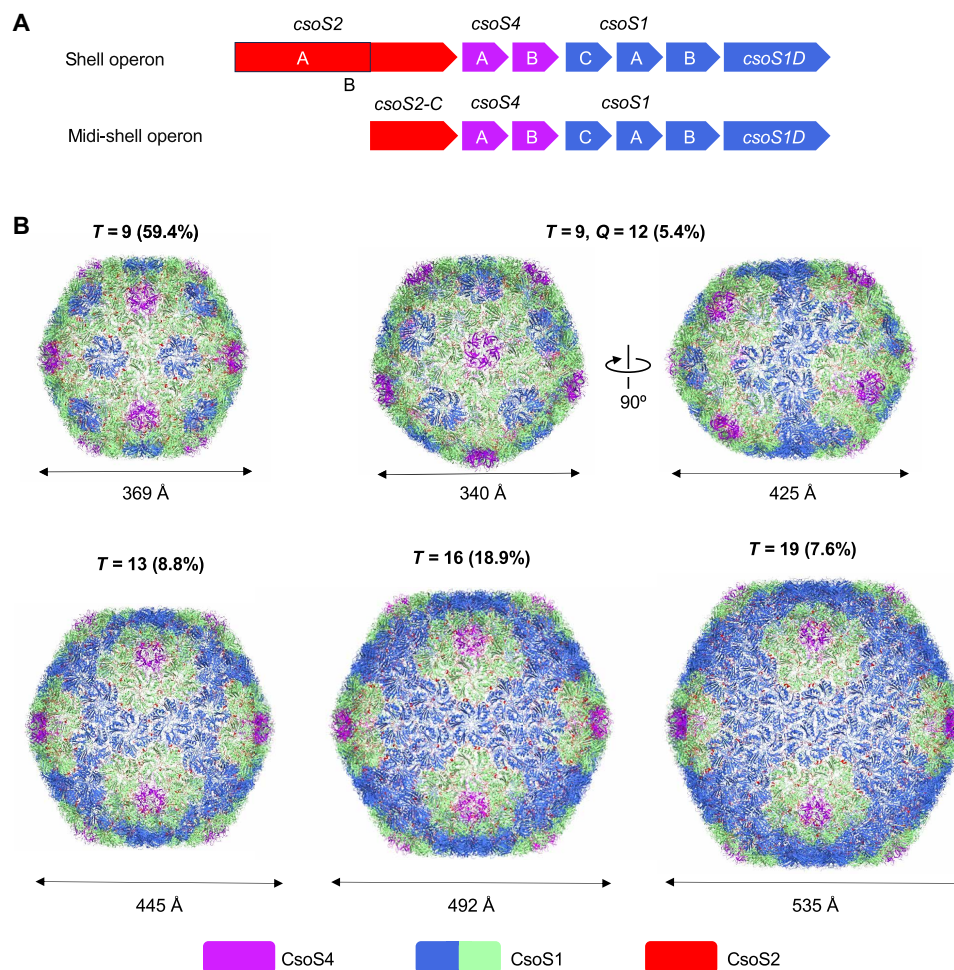 A
csoS2 csoS4 csoS1
Shell operon A A B C A B csoS1D
B
csoS2-C csoS4 csoS1
Midi-shell operon A B C A B csoS1D
B
T = 9 (59.4%) T = 9, Q = 12 (5.4%)
90º
369 Å 340 Å 425 Å
T = 13 (8.8%) T = 16 (18.9%) T = 19 (7.6%)
445 Å 492 Å 535 Å
CsoS4 CsoS1 CsoS2